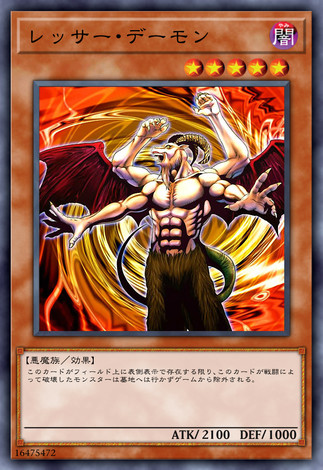 レッサー・デーモン
闇
やみ
【悪魔族／効果】
このカードがフィールド上に表側表示で存在する限り、このカードが戦闘によ
って破壊したモンスターは墓地へは行かずゲームから除外される。
ATK/2100 DEF/1000
16475472